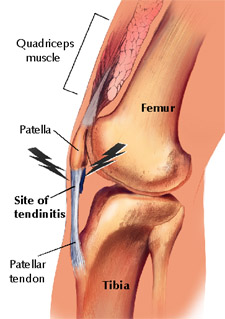 Quadriceps
muscle
Femur
Patella
Site of
tendinitis
Patellar
tendon
Tibia